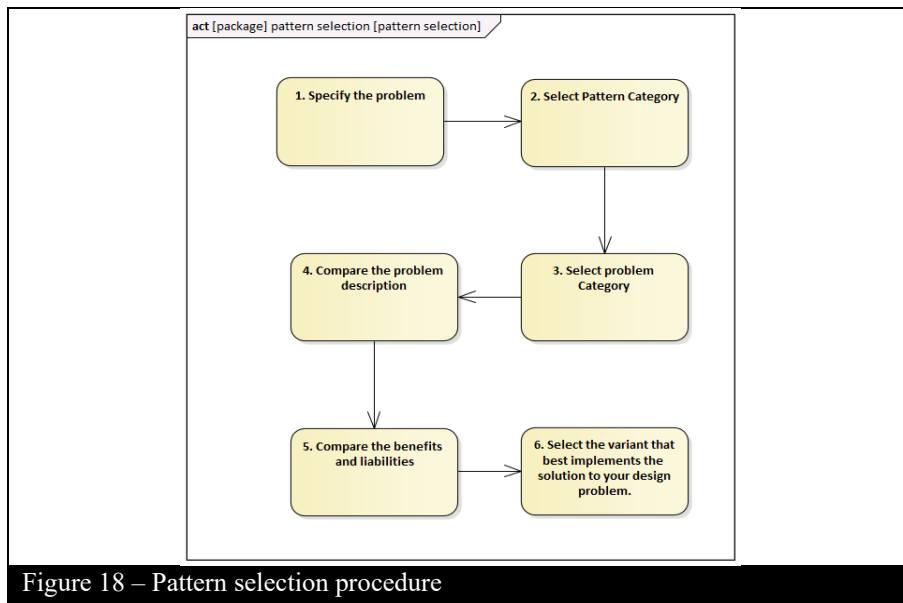 act [package] pattern selection [pattern selection]
1. Specify the problem
2. Select Pattern Category
3. Select problem
Category
4. Compare the problem
description
5. Compare the benefits
and liabilities
6. Select the variant that
best implements the
solution to your design
problem.
Figure 18 – Pattern selection procedure